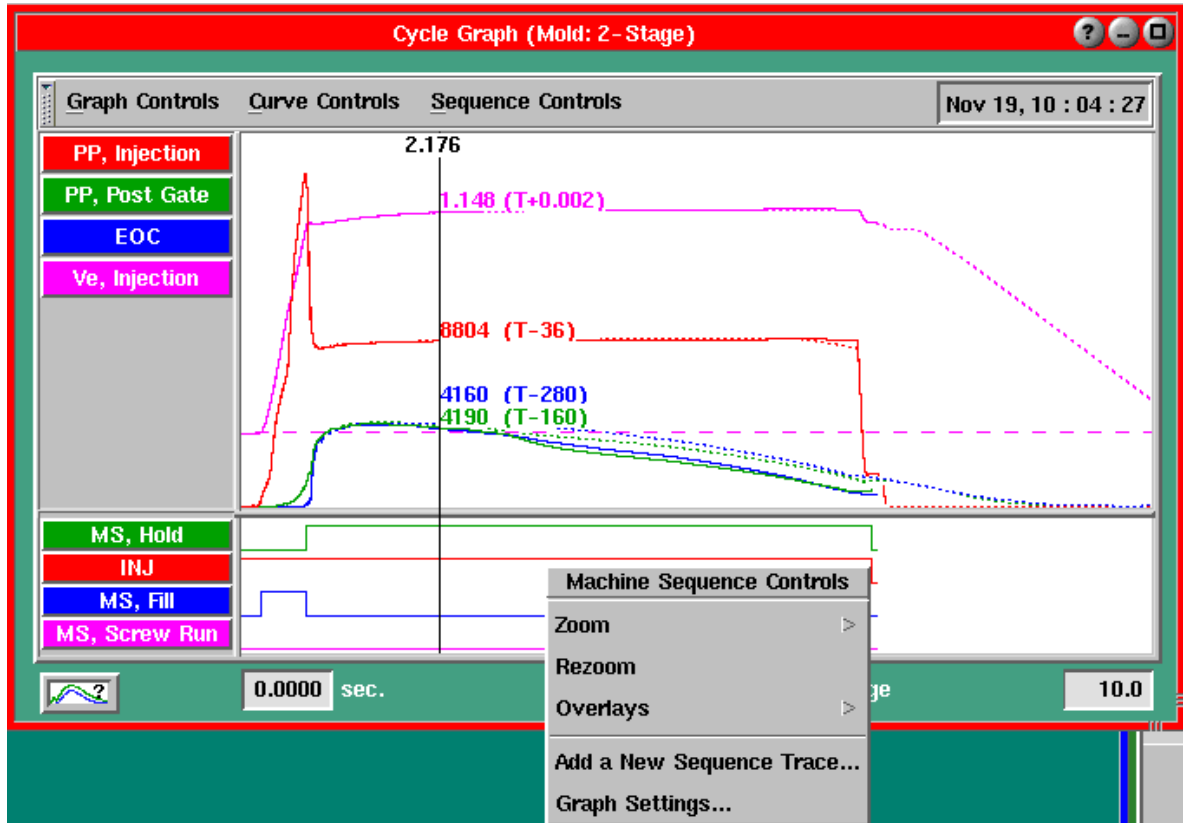 Cycle Graph (Mold: 2-Stage)
?
Graph Controls Curve Controls Sequence Controls Nov 19, 10 : 04 : 27
PP, Injection
PP, Post Gate
EOC
Ve, Injection
2.176
1.148 (T+0.002)
8804 (T-36)
4160 (T-280)
4190 (T-160)
MS, Hold
INJ
MS, Fill
MS, Screw Run
Machine Sequence Controls
Zoom
Rezoom
Overlays
Add a New Sequence Trace...
Graph Settings...
? 0.0000 sec. 10.0